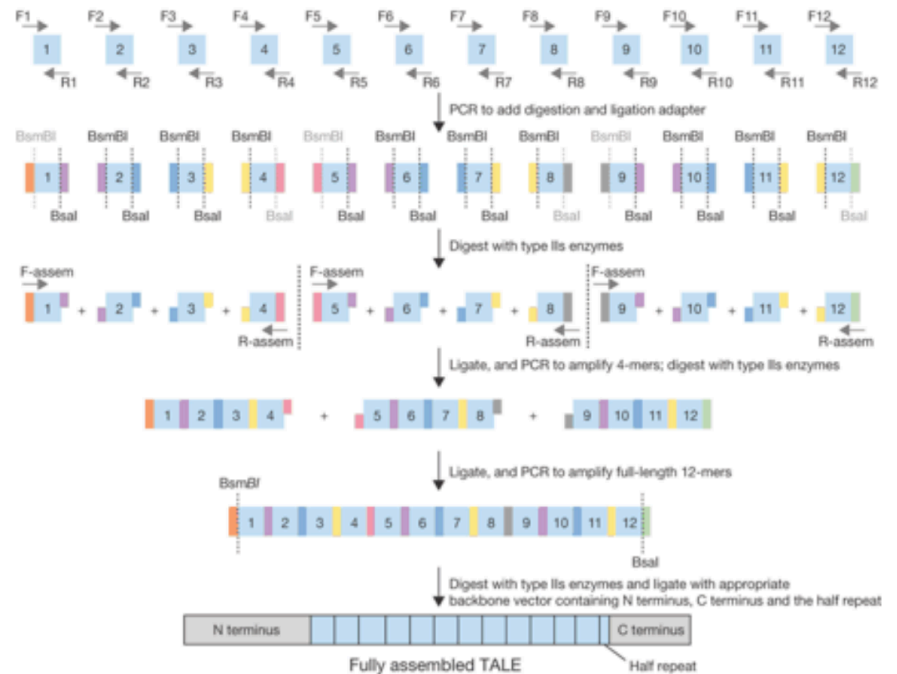 F1 F2 F3 F4 F5 F6 F7 F8 F9 F10 F11 F12
1 2 3 4 5 6 7 8 9 10 11 12
R1 R2 R3 R4 R5 R6 R7 R8 R9 R10 R11 R12
PCR to add digestion and ligation adapter
BsmBI BsmBI BsmBI BsmBI BsmBI BsmBI BsmBI BsmBI BsmBI BsmBI BsmBI BsmBI
1 2 3 4 5 6 7 8 9 10 11 12
BsaI BsaI BsaI BsaI BsaI BsaI BsaI BsaI BsaI BsaI BsaI BsaI
Digest with type IIs enzymes
F-assem F-assem F-assem
1 + 2 + 3 + 4 5 + 6 + 7 + 8 9 + 10 + 11 + 12
R-assem R-assem R-assem
Ligate, and PCR to amplify 4-mers; digest with type IIs enzymes
1 2 3 4 + 5 6 7 8 + 9 10 11 12
Ligate, and PCR to amplify full-length 12-mers
BsmBI
1 2 3 4 5 6 7 8 9 10 11 12
BsaI
Digest with type IIs enzymes and ligate with appropriate
backbone vector containing N terminus, C terminus and the half repeat
N terminus C terminus
Fully assembled TALE Half repeat